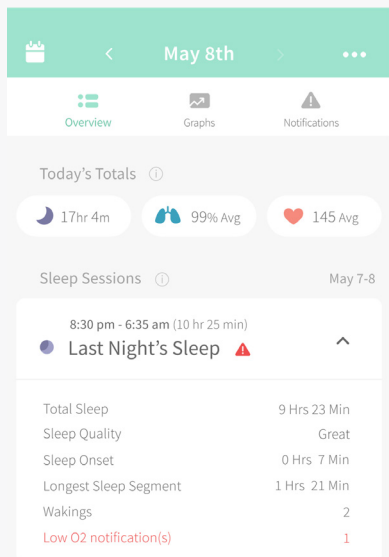 May 8th
Overview
Graphs
Notifications
Today's Totals
17hr 4m
99% Avg
145 Avg
Sleep Sessions
May 7-8
8:30 pm - 6:35 am (10 hr 25 min)
Last Night's Sleep
Total Sleep 9 Hrs 23 Min
Sleep Quality Great
Sleep Onset 0 Hrs 7 Min
Longest Sleep Segment 1 Hrs 21 Min
Wakings 2
Low O2 notification(s) 1